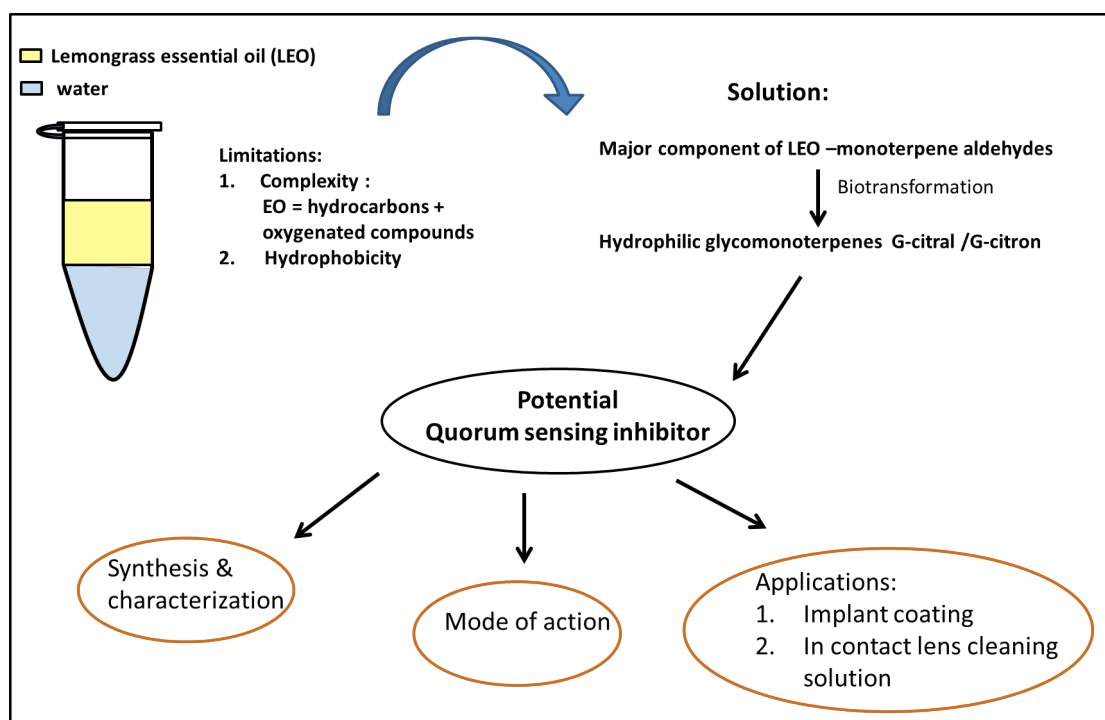 Lemongrass essential oil (LEO)
water
Limitations:
1. Complexity :
EO = hydrocarbons +
oxygenated compounds
2. Hydrophobicity
Solution:
Major component of LEO –monoterpene aldehydes
Biotransformation
Hydrophilic glycomonoterpenes G-citral /G-citron
Potential
Quorum sensing inhibitor
Synthesis &
characterization
Mode of action
Applications:
1. Implant coating
2. In contact lens cleaning
solution